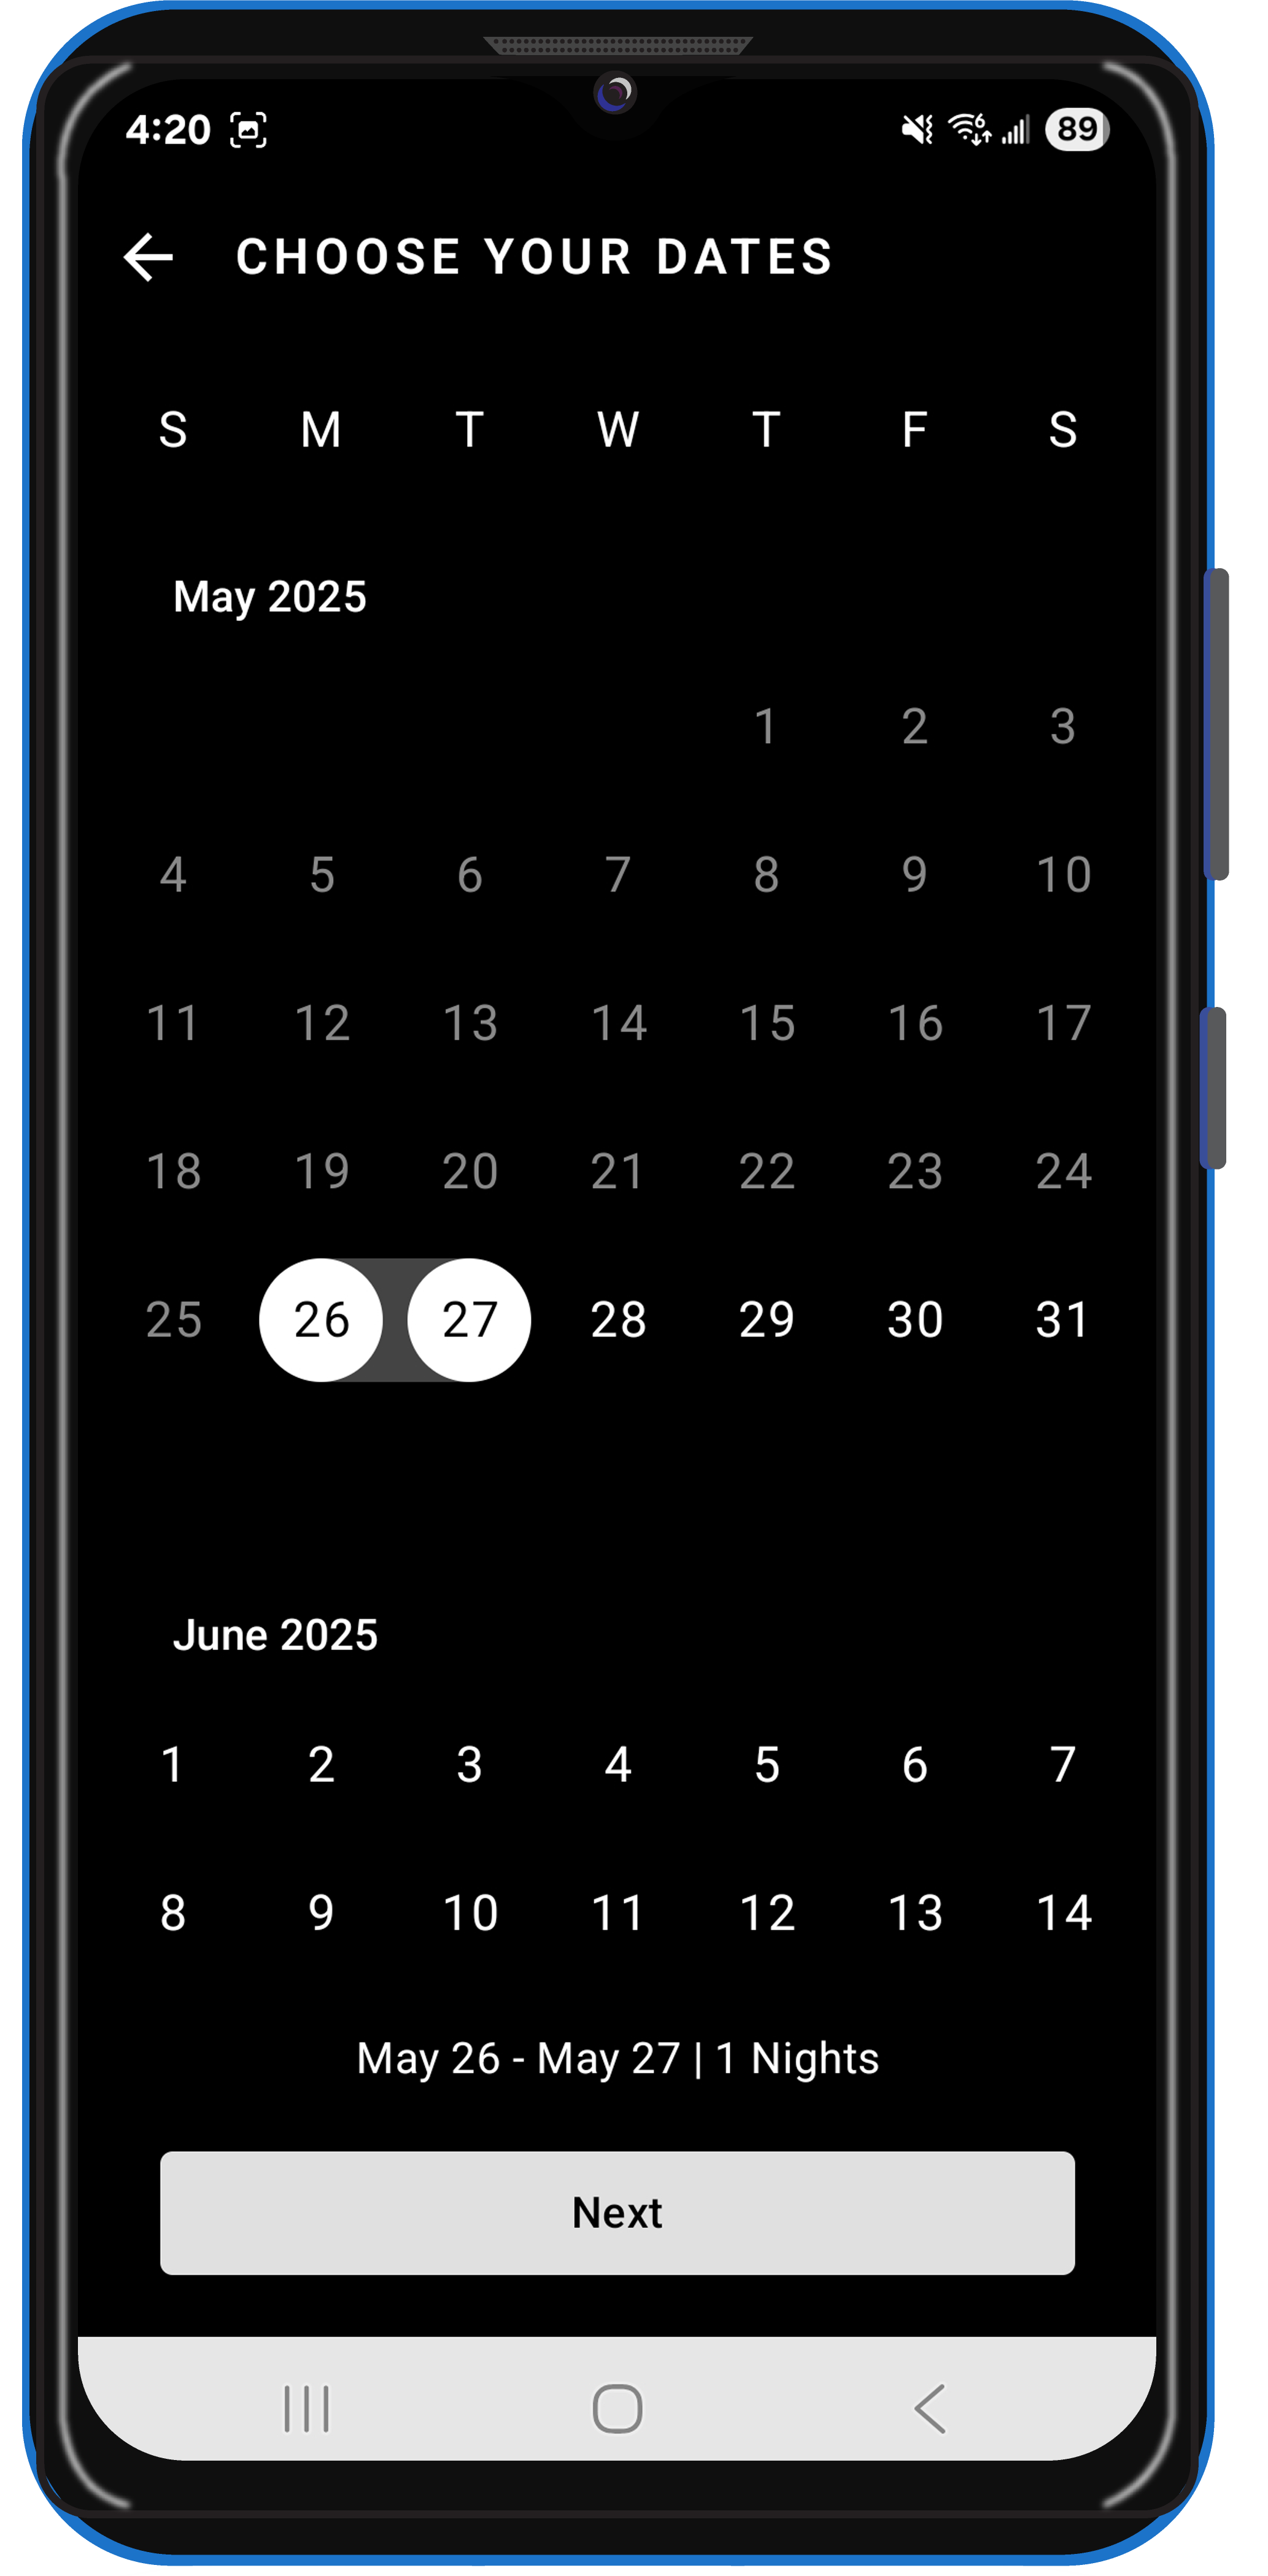 4:20 6 89
CHOOSE YOUR DATES
S M T W T F S
May 2025
1 2 3
4 5 6 7 8 9 10
11 12 13 14 15 16 17
18 19 20 21 22 23 24
25 26 27 28 29 30 31
June 2025
1 2 3 4 5 6 7
8 9 10 11 12 13 14
May 26 - May 27 | 1 Nights
Next